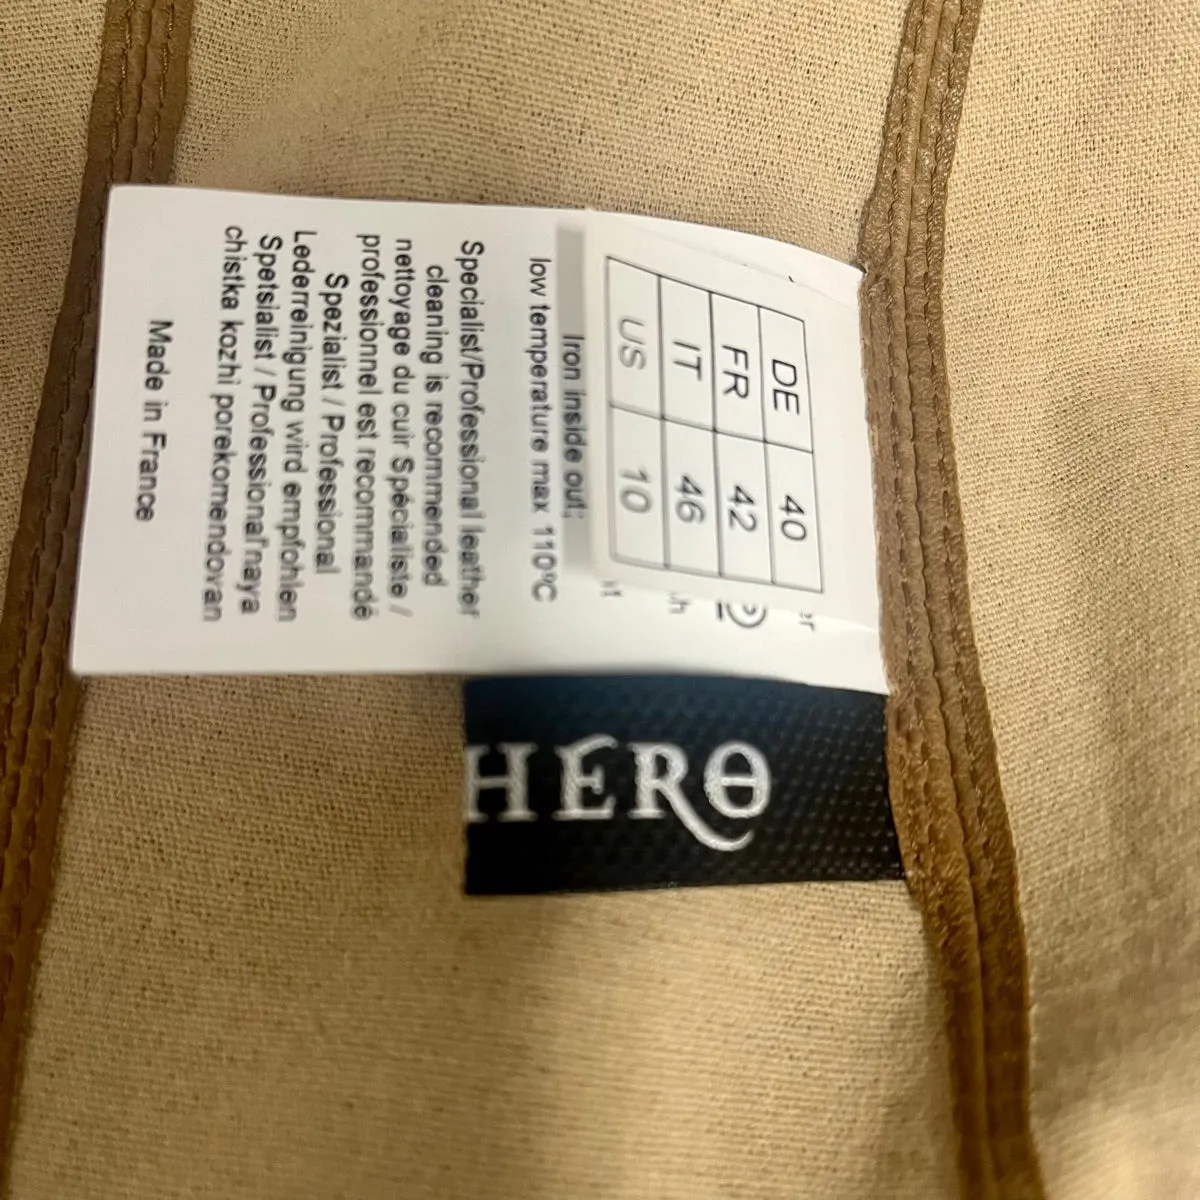 DE 40
FR 42
IT 46
US 10
Iron inside out;
low temperature max 110°C
Specialist/Professional leather
cleaning is recommended
nettoyage du cuir Spécialiste /
professionnel est recommandé
Spezialist / Professional
Lederreinigung wird empfohlen
Spetsialist / Professional'naya
chistka kozhi porekomendovan
Made in France
HERO